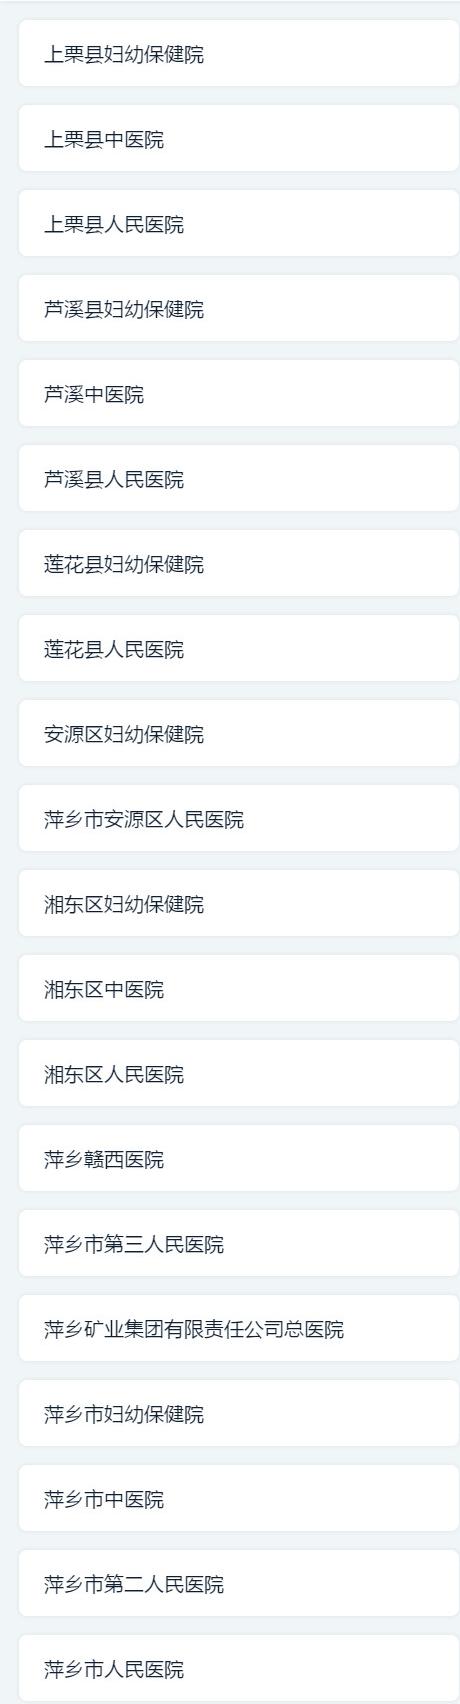 上栗县妇幼保健院
上栗县中医院
上栗县人民医院
芦溪县妇幼保健院
芦溪中医院
芦溪县人民医院
莲花县妇幼保健院
莲花县人民医院
安源区妇幼保健院
萍乡市安源区人民医院
湘东区妇幼保健院
湘东区中医院
湘东区人民医院
萍乡赣西医院
萍乡市第三人民医院
萍乡矿业集团有限责任公司总医院
萍乡市妇幼保健院
萍乡市中医院
萍乡市第二人民医院
萍乡市人民医院